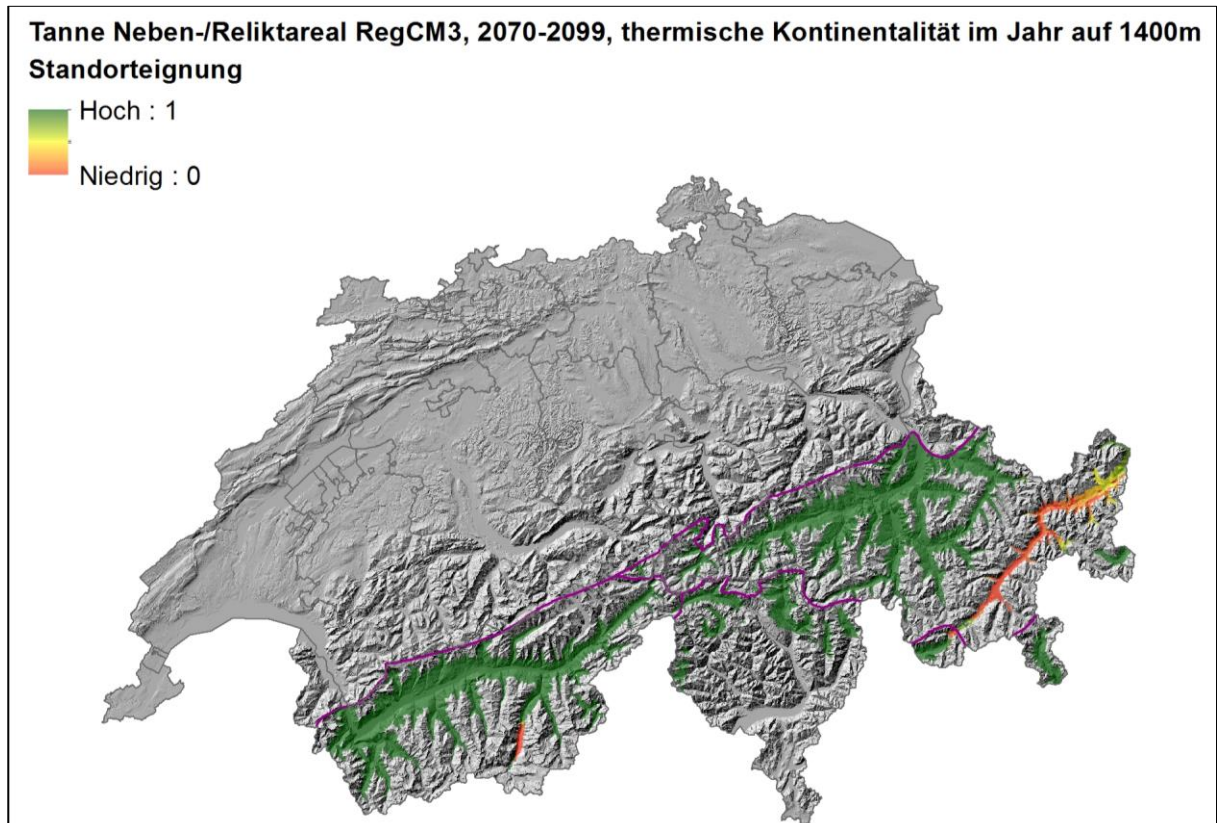 Tanne Neben-/Reliktareal RegCM3, 2070-2099, thermische Kontinentalität im Jahr auf 1400m
Standorteignung
Hoch : 1
Niedrig : 0